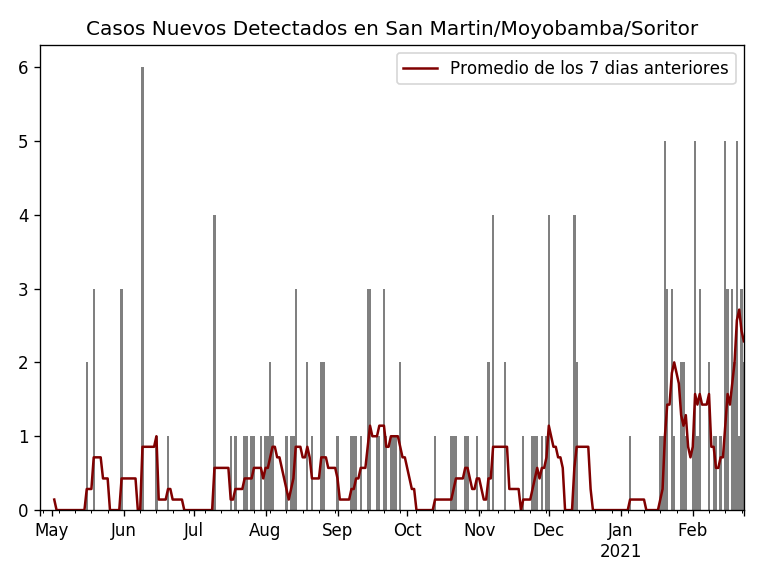 Casos Nuevos Detectados en San Martin/Moyobamba/Soritor
Promedio de los 7 dias anteriores
6
5
4
3
2
1
0
May Jun Jul Aug Sep Oct Nov Dec Jan Feb
2021